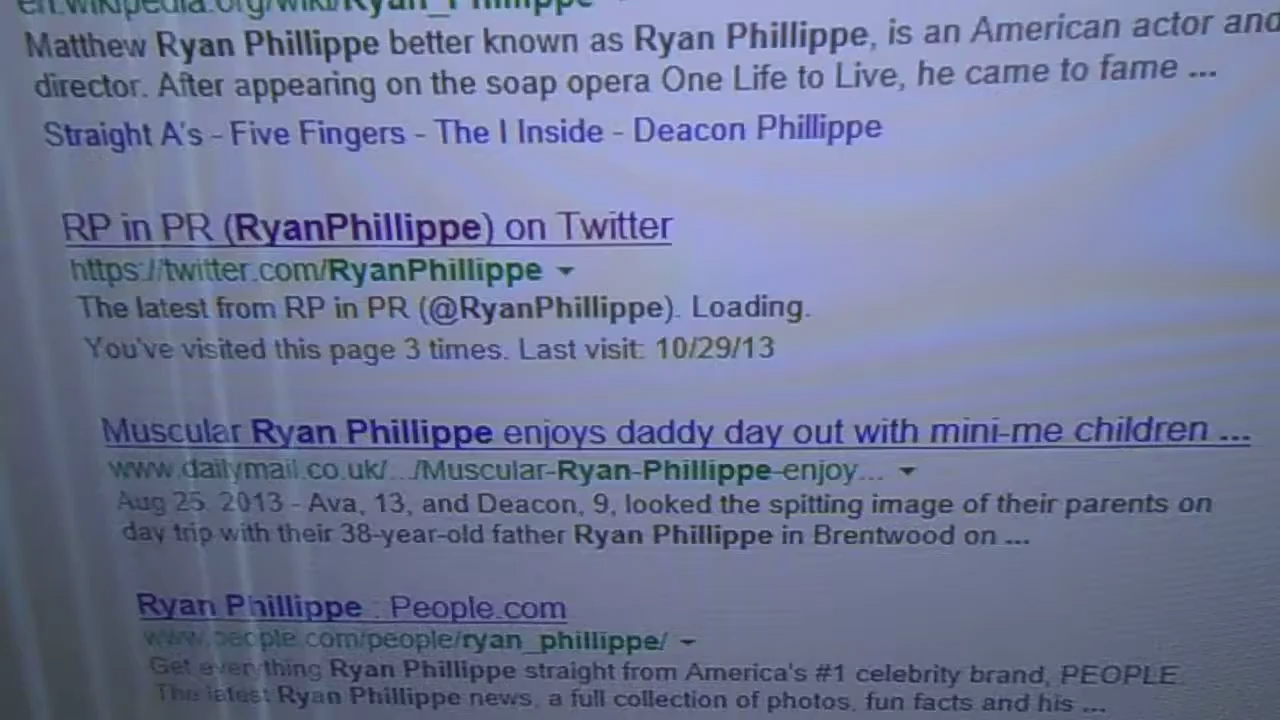 en.wikipedia.org/wiki/Ryan_Phillippe
Matthew Ryan Phillippe better known as Ryan Phillippe, is an American actor and
director. After appearing on the soap opera One Life to Live, he came to fame ...
Straight A's - Five Fingers - The I Inside - Deacon Phillippe
RP in PR (RyanPhillippe) on Twitter
https://twitter.com/RyanPhillippe
The latest from RP in PR (@RyanPhillippe). Loading.
You've visited this page 3 times. Last visit: 10/29/13
Muscular Ryan Phillippe enjoys daddy day out with mini-me children ...
www.dailymail.co.uk/.../Muscular-Ryan-Phillippe-enjoy...
Aug 25, 2013 - Ava, 13, and Deacon, 9, looked the spitting image of their parents on
day trip with their 38-year-old father Ryan Phillippe in Brentwood on ...
Ryan Phillippe : People.com
www.people.com/people/ryan_phillippe/
Get everything Ryan Phillippe straight from America's #1 celebrity brand, PEOPLE.
The latest Ryan Phillippe news, a full collection of photos, fun facts and his ...